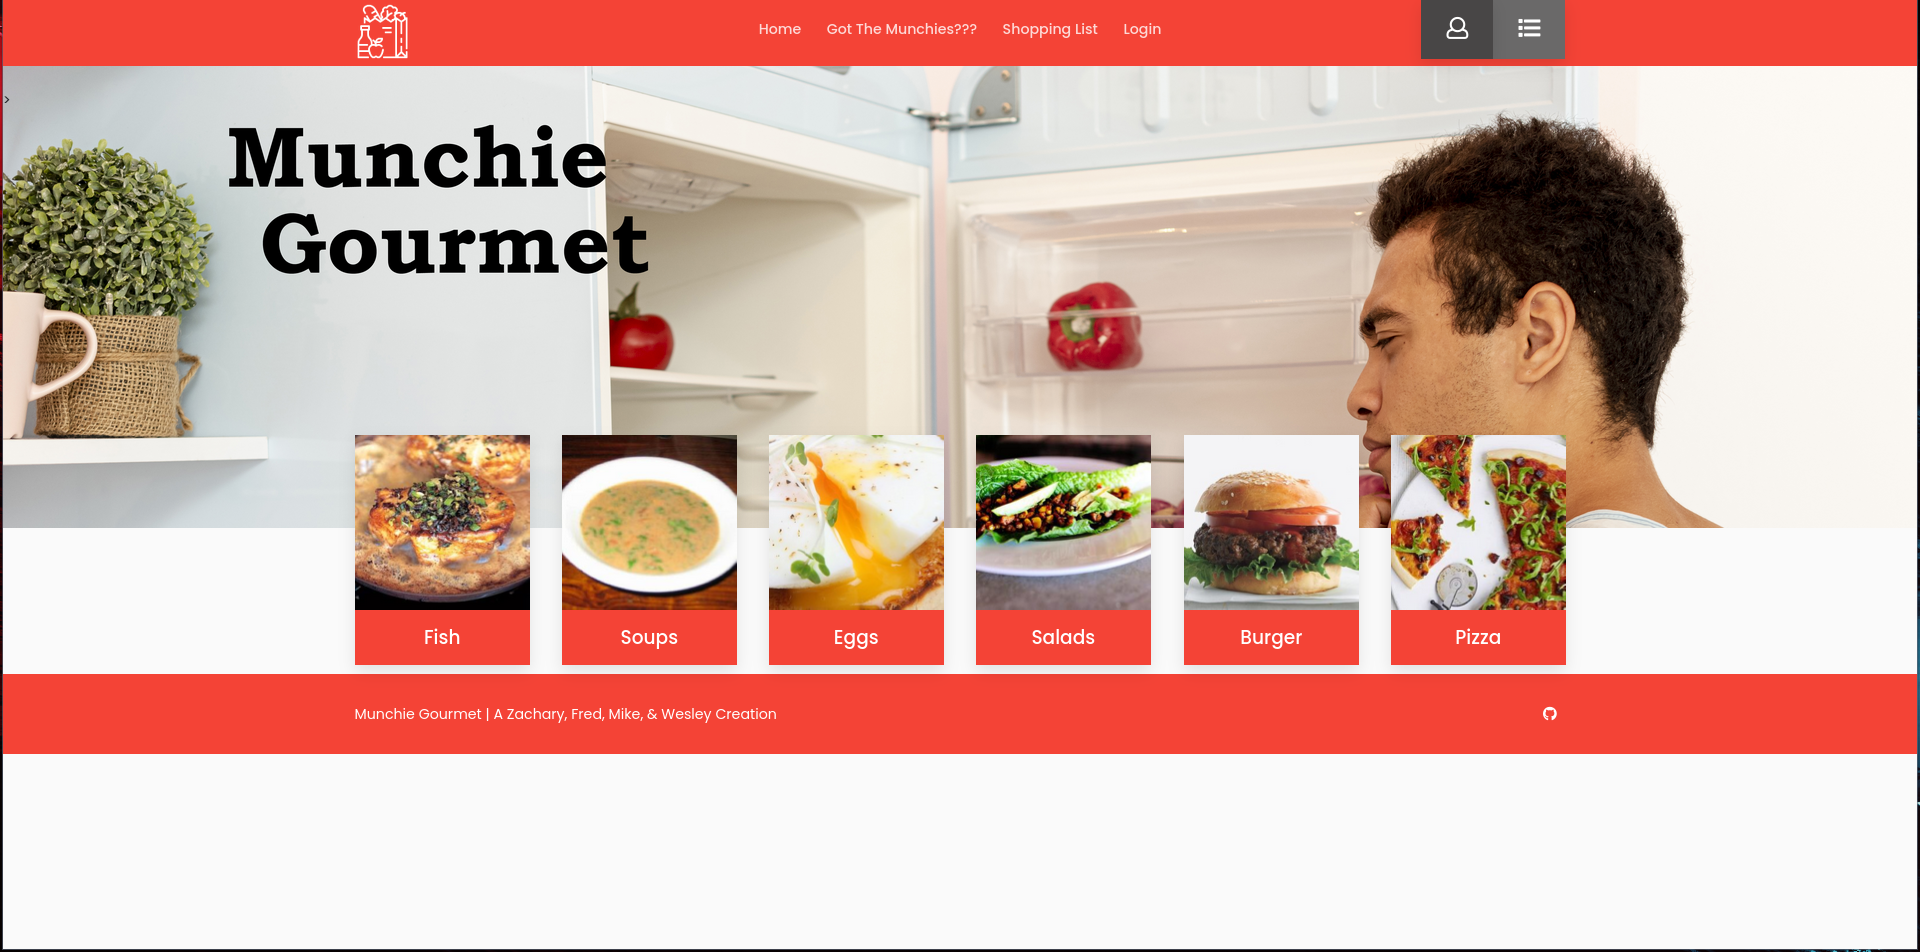 Home Got The Munchies??? Shopping List Login
>
Munchie
Gourmet
Fish Soups Eggs Salads Burger Pizza
Munchie Gourmet | A Zachary, Fred, Mike, & Wesley Creation